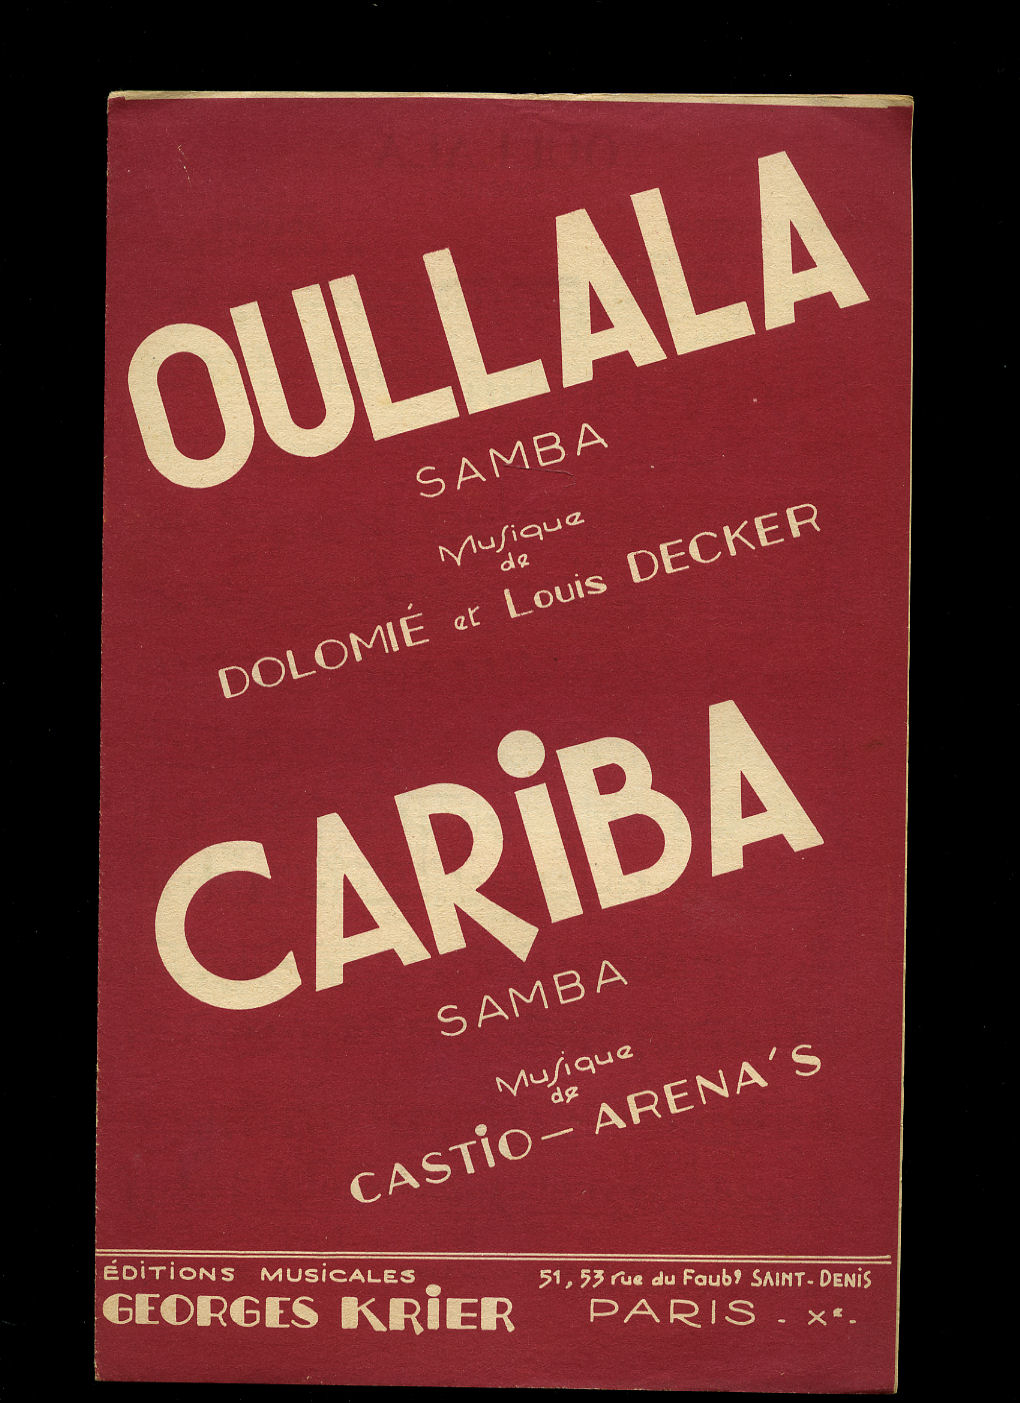 OULLALA
SAMBA
Musique
de
DOLOMIÉ et Louis DECKER
CARiBA
SAMBA
Musique
de
CASTiO – ARENA'S
ÉDiTiONS MUSiCALES
GEORGES KRiER
51, 53 rue du Faubg SAINT-DENiS
PARIS - Xe.-